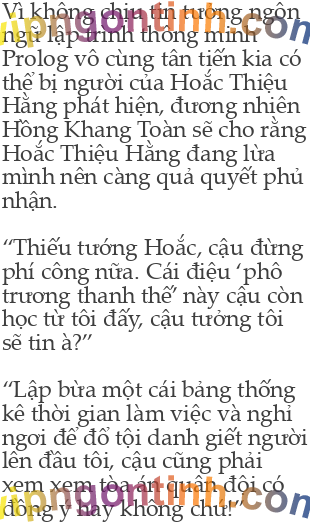 Vì không chịu tin tưởng ngôn
ngữ lập trình thông minh
Prolog vô cùng tân tiến kia có
thể bị người của Hoắc Thiệu
Hằng phát hiện, đương nhiên
Hồng Khang Toàn sẽ cho rằng
Hoắc Thiệu Hằng đang lừa
mình nên càng quả quyết phủ
nhận.
“Thiếu tướng Hoắc, cậu đừng
phí công nữa. Cái điệu ‘phô
trương thanh thế’ này cậu còn
học từ tôi đấy, cậu tưởng tôi
sẽ tin à?”
“Lập bừa một cái bảng thống
kê thời gian làm việc và nghỉ
ngơi để đổ tội danh giết người
lên đầu tôi, cậu cũng phải
xem xem tòa án quân đội có
đồng ý hay không chứ!”
vipngontinh.com
vipngontinh.com